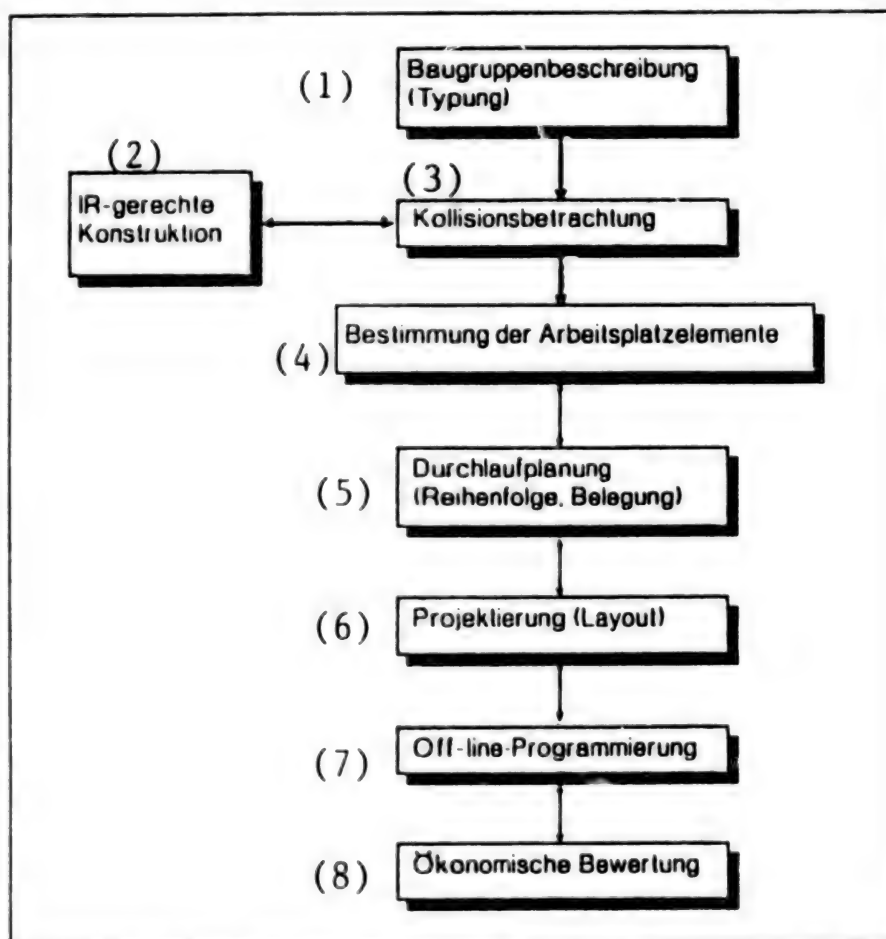 (1)
Baugruppenbeschreibung
(Typung)
(2)
IR-gerechte
Konstruktion
(3)
Kollisionsbetrachtung
(4)
Bestimmung der Arbeitsplatzelemente
(5)
Durchlaufplanung
(Reihenfolge, Belegung)
(6)
Projektierung (Layout)
(7)
Off-line-Programmierung
(8)
Ökonomische Bewertung